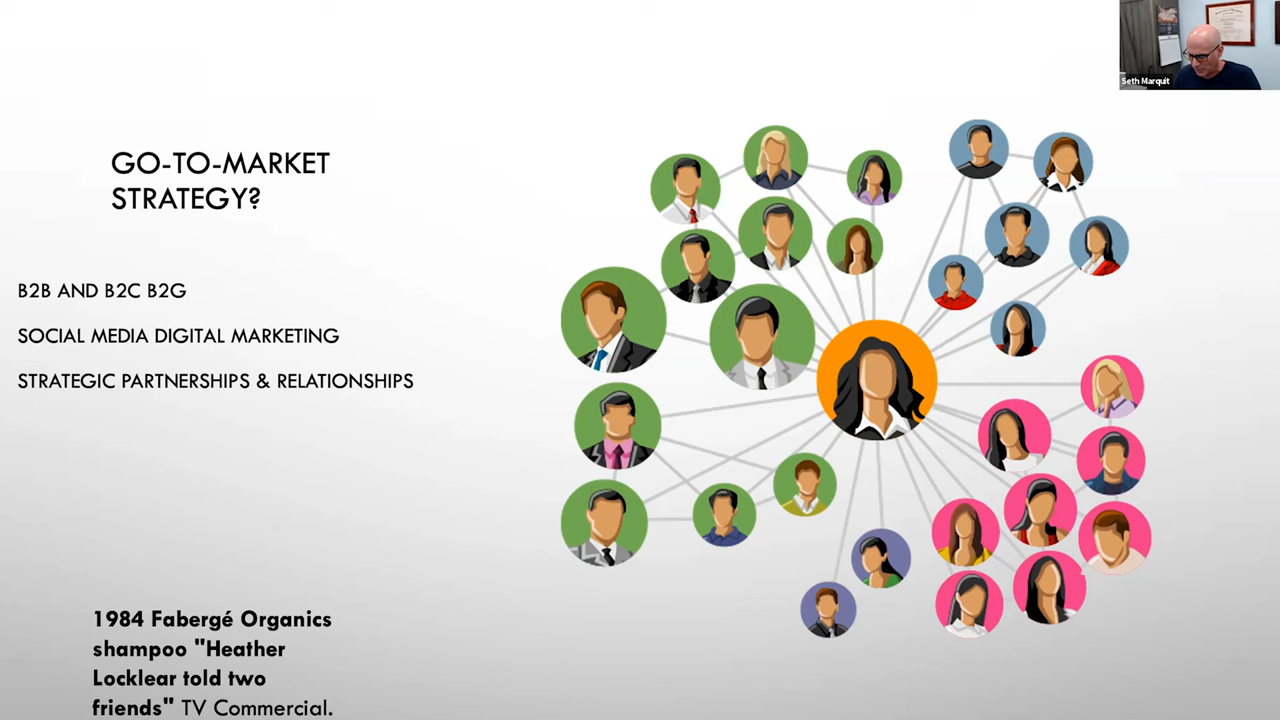 Seth Marquit
GO-TO-MARKET
STRATEGY?
B2B AND B2C B2G
SOCIAL MEDIA DIGITAL MARKETING
STRATEGIC PARTNERSHIPS & RELATIONSHIPS
1984 Fabergé Organics
shampoo "Heather
Locklear told two
friends" TV Commercial.